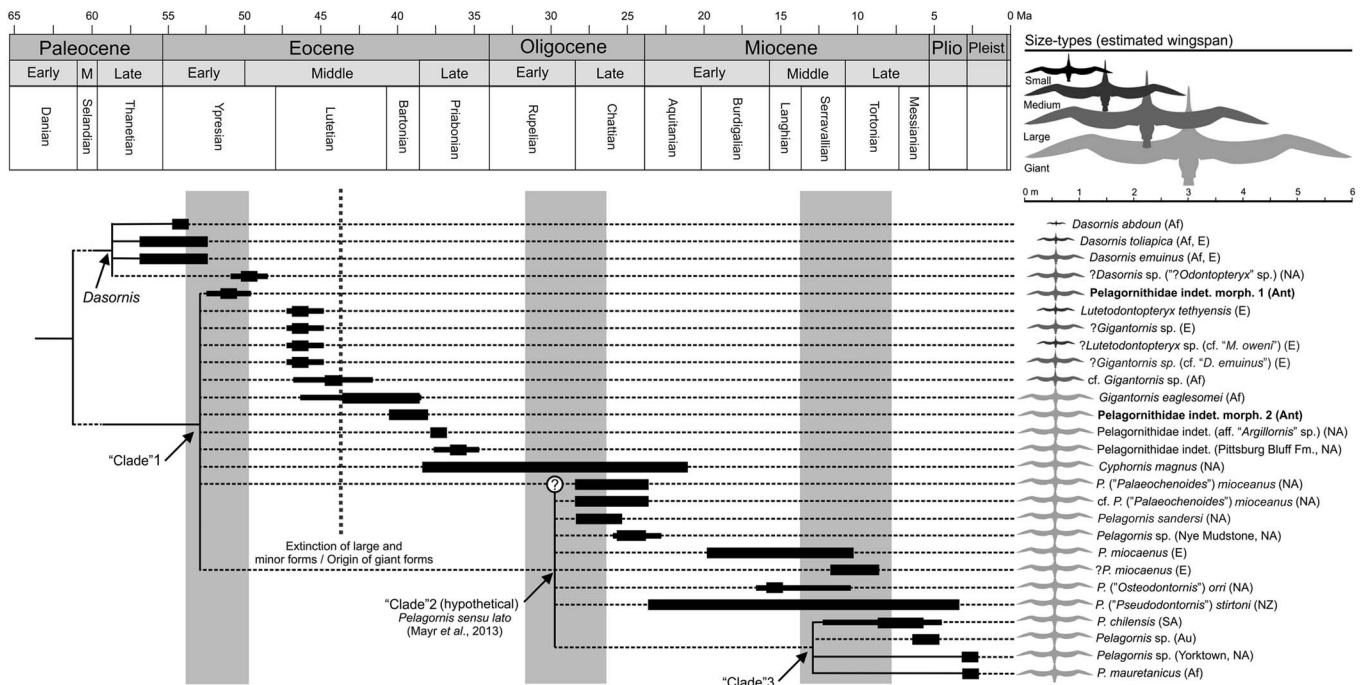 65 60 55 50 45 40 35 30 25 20 15 10 5 0 Ma
Paleocene Eocene Oligocene Miocene Plio Pleist
Early M Late Early Middle Late Early Late Early Middle Late
Danian Selandian Thanetian Ypresian Lutetian Bartonian Priabonian Rupelian Chattian Aquitanian Burdigalian Langhian Serravallian Tortonian Messinian
Size-types (estimated wingspan)
Small
Medium
Large
Giant
0 m 1 2 3 4 5 6
Dasornis abdoun (Af)
Dasornis toliapica (Af, E)
Dasornis emuinus (Af, E)
?Dasornis sp. ("?Odontopteryx" sp.) (NA)
Pelagornithidae indet. morph. 1 (Ant)
Lutetodontopteryx tethyensis (E)
?Gigantornis sp. (E)
?Lutetodontopteryx sp. (cf. "M. oweni") (E)
?Gigantornis sp. (cf. "D. emuinus") (E)
cf. Gigantornis sp. (Af)
Gigantornis eaglesomei (Af)
Pelagornithidae indet. morph. 2 (Ant)
Pelagornithidae indet. (aff. "Argillornis" sp.) (NA)
Pelagornithidae indet. (Pittsburg Bluff Fm., NA)
Cyphornis magnus (NA)
P. ("Palaeochenoides") mioceanus (NA)
cf. P. ("Palaeochenoides") mioceanus (NA)
Pelagornis sandersi (NA)
Pelagornis sp. (Nye Mudstone, NA)
P. miocaenus (E)
?P. miocaenus (E)
P. ("Osteodontornis") orri (NA)
P. ("Pseudodontornis") stirtoni (NZ)
P. chilensis (SA)
Pelagornis sp. (Au)
Pelagornis sp. (Yorktown, NA)
P. mauretanicus (Af)
Dasornis
"Clade"1
?
Extinction of large and
minor forms / Origin of giant forms
"Clade"2 (hypothetical)
Pelagornis sensu lato
(Mayr et al., 2013)
"Clade"3